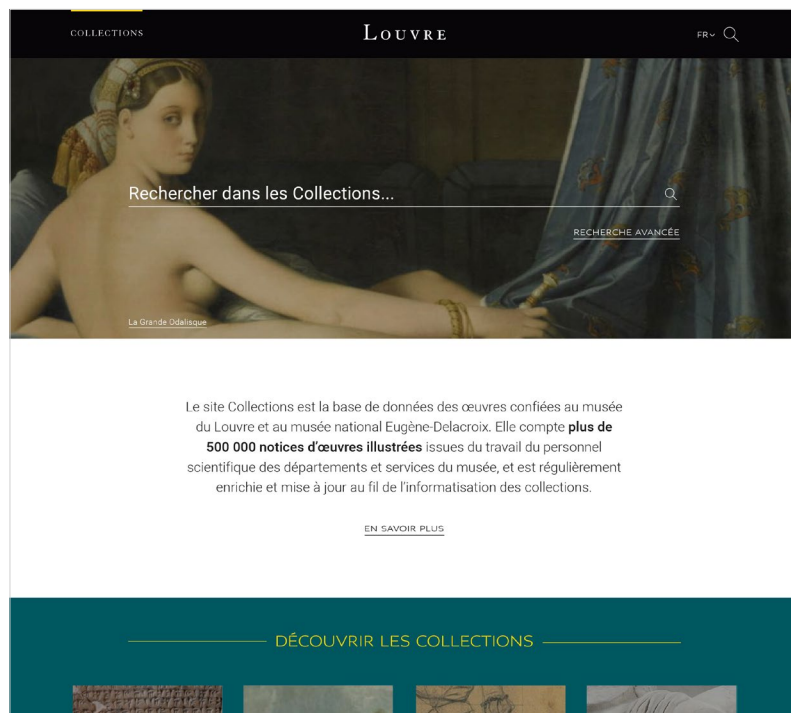 COLLECTIONS
LOUVRE
FR
Rechercher dans les Collections...
RECHERCHE AVANCÉE
La Grande Odalisque
Le site Collections est la base de données des œuvres confiées au musée
du Louvre et au musée national Eugène-Delacroix. Elle compte plus de
500 000 notices d’œuvres illustrées issues du travail du personnel
scientifique des départements et services du musée, et est régulièrement
enrichie et mise à jour au fil de l’informatisation des collections.
EN SAVOIR PLUS
DÉCOUVRIR LES COLLECTIONS